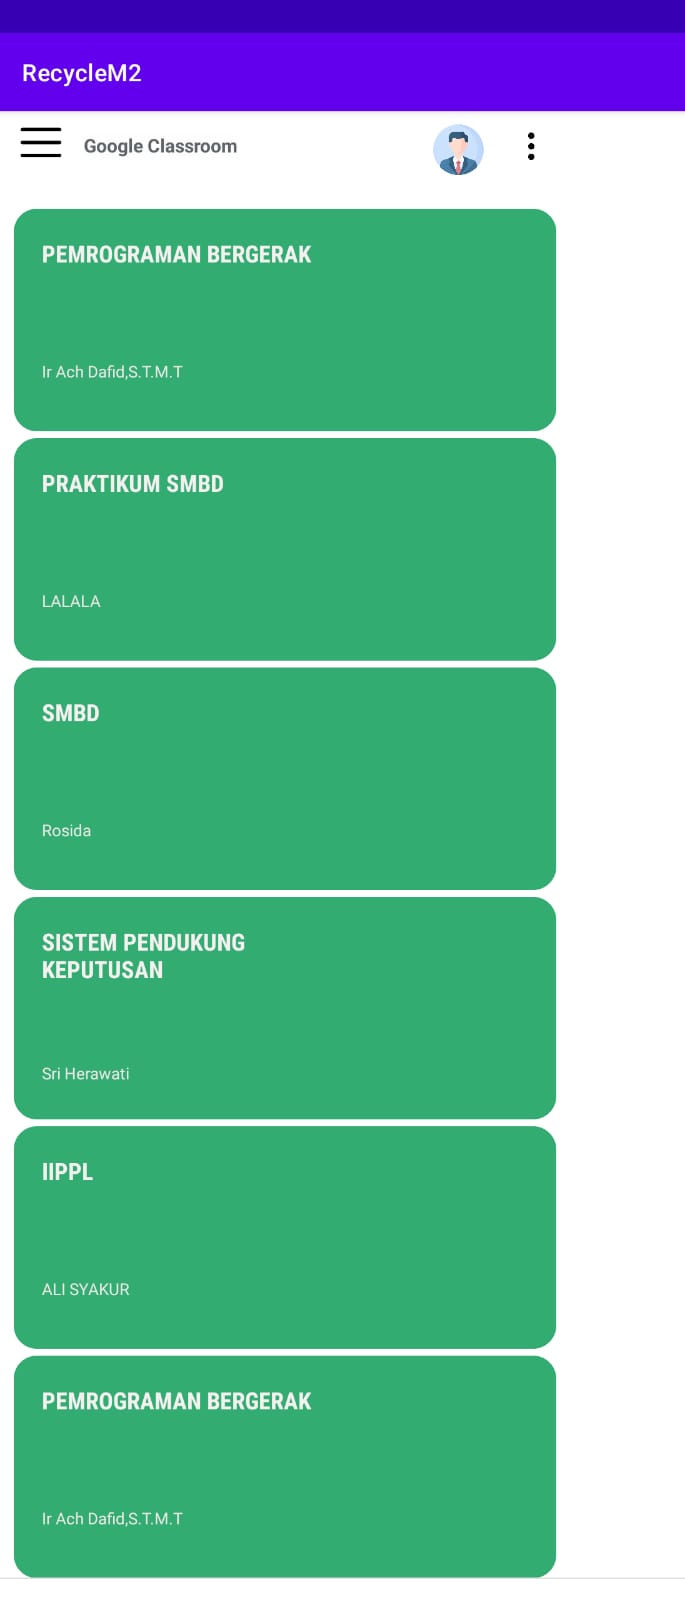 RecycleM2
Google Classroom
PEMROGRAMAN BERGERAK
Ir Ach Dafid,S.T.M.T
PRAKTIKUM SMBD
LALALA
SMBD
Rosida
SISTEM PENDUKUNG
KEPUTUSAN
Sri Herawati
IIPPL
ALI SYAKUR
PEMROGRAMAN BERGERAK
Ir Ach Dafid,S.T.M.T